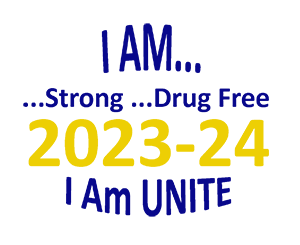 I AM...
...Strong ...Drug Free
2023-24
I Am UNITE